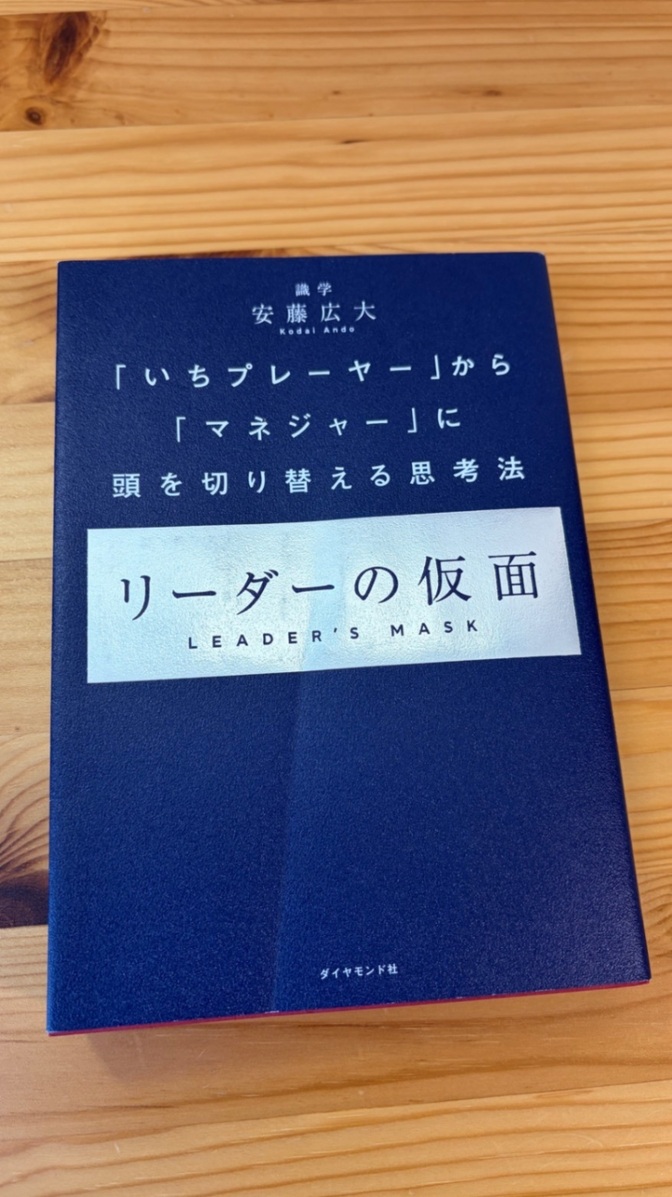 識学
安藤広大
Kodai Ando
「いちプレーヤー」から
「マネジャー」に
頭を切り替える思考法
リーダーの仮面
LEADER'S MASK
ダイヤモンド社